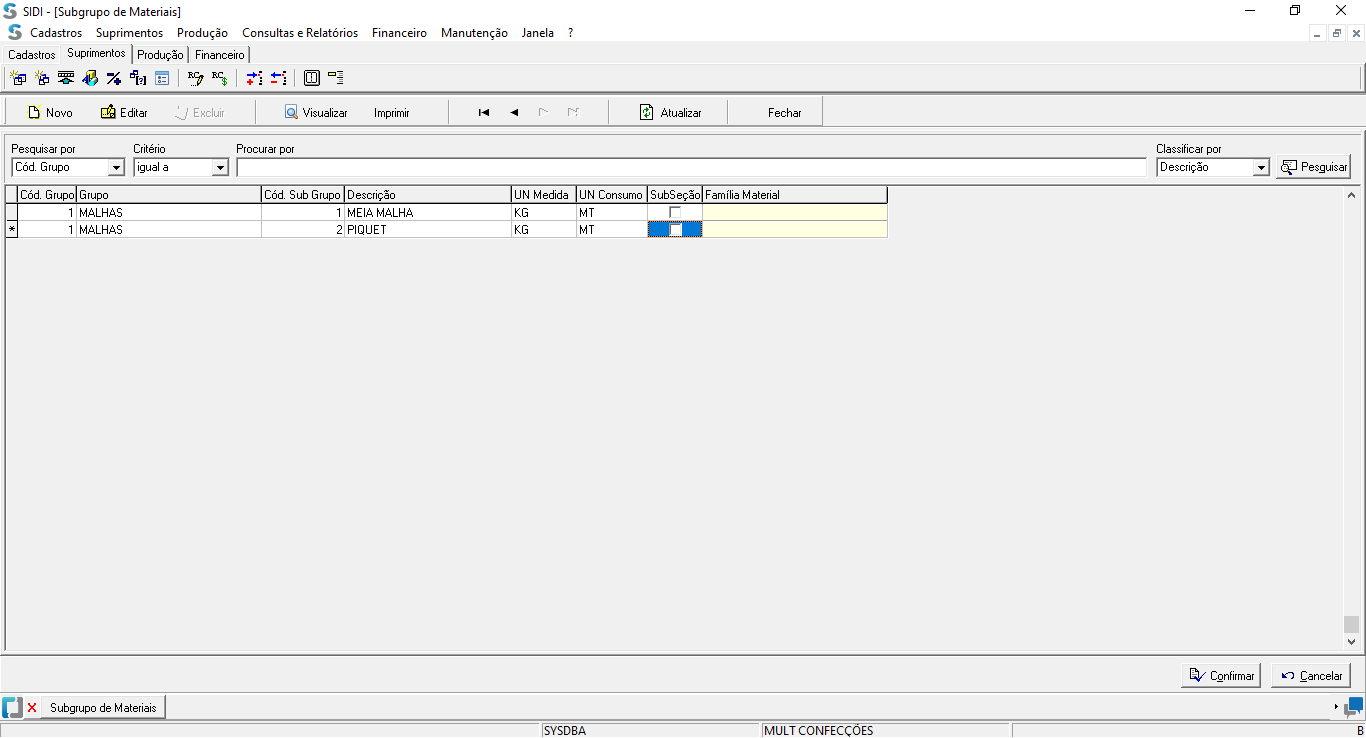 SIDI - [Subgrupo de Materiais]
Cadastros Suprimentos Produção Consultas e Relatórios Financeiro Manutenção Janela ?
Cadastros Suprimentos Produção Financeiro
Novo Editar Excluir Visualizar Imprimir Atualizar Fechar
Pesquisar por Critério Procurar por Classificar por
Cód. Grupo igual a Descrição Pesquisar
Cód. Grupo Grupo Cód. Sub Grupo Descrição UN Medida UN Consumo SubSeção Família Material
1 MALHAS 1 MEIA MALHA KG MT
* 1 MALHAS 2 PIQUET KG MT
Confirmar Cancelar
Subgrupo de Materiais
SYSDBA MULT CONFECÇÕES B